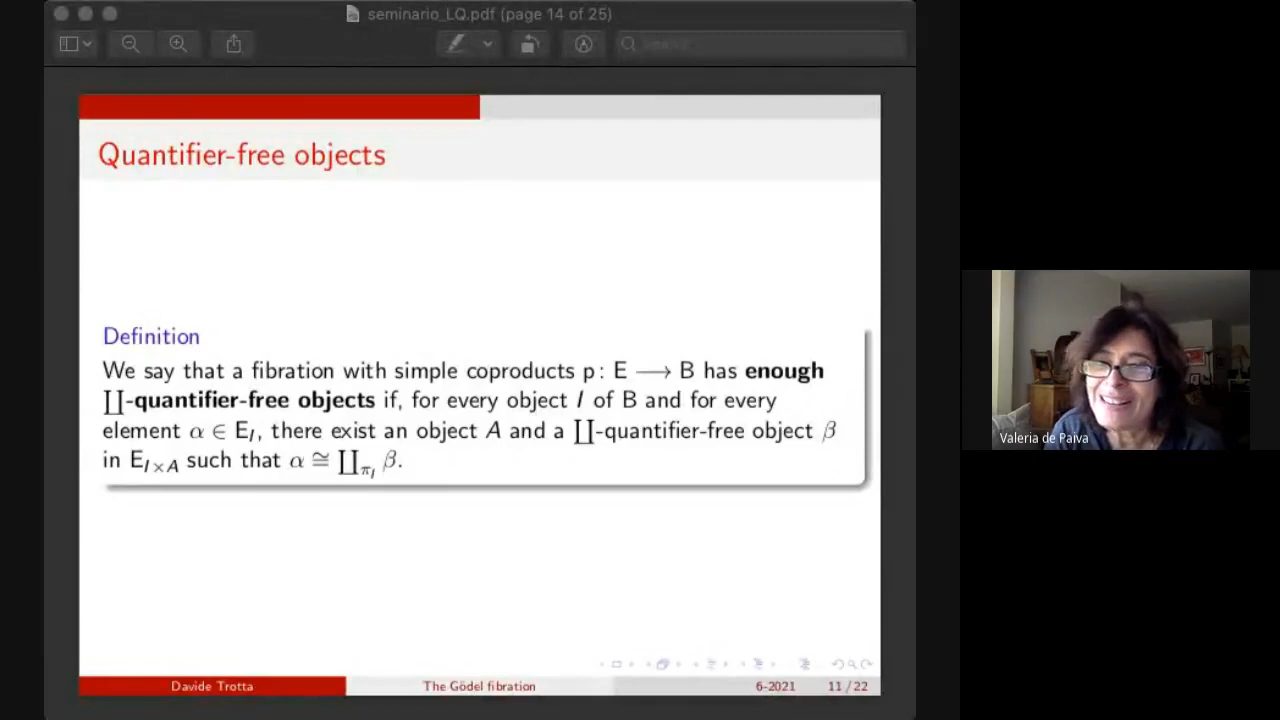 seminario_LQ.pdf (page 14 of 25)
Quantifier-free objects
Definition
We say that a fibration with simple coproducts p: E ⟶ B has enough
∐-quantifier-free objects if, for every object I of B and for every
element α ∈ E_I, there exist an object A and a ∐-quantifier-free object β
in E_{I×A} such that α ≅ ∐_{π_I} β.
Valeria de Paiva
Davide Trotta The Gödel fibration 6-2021 11/22